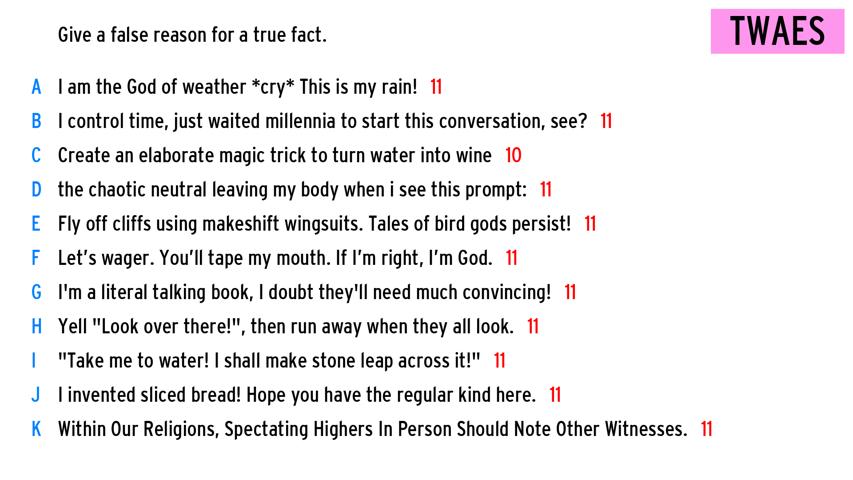 Give a false reason for a true fact.
TWAES
A I am the God of weather *cry* This is my rain! 11
B I control time, just waited millennia to start this conversation, see? 11
C Create an elaborate magic trick to turn water into wine 10
D the chaotic neutral leaving my body when i see this prompt: 11
E Fly off cliffs using makeshift wingsuits. Tales of bird gods persist! 11
F Let's wager. You'll tape my mouth. If I'm right, I'm God. 11
G I'm a literal talking book, I doubt they'll need much convincing! 11
H Yell "Look over there!", then run away when they all look. 11
I "Take me to water! I shall make stone leap across it!" 11
J I invented sliced bread! Hope you have the regular kind here. 11
K Within Our Religions, Spectating Highers In Person Should Note Other Witnesses. 11